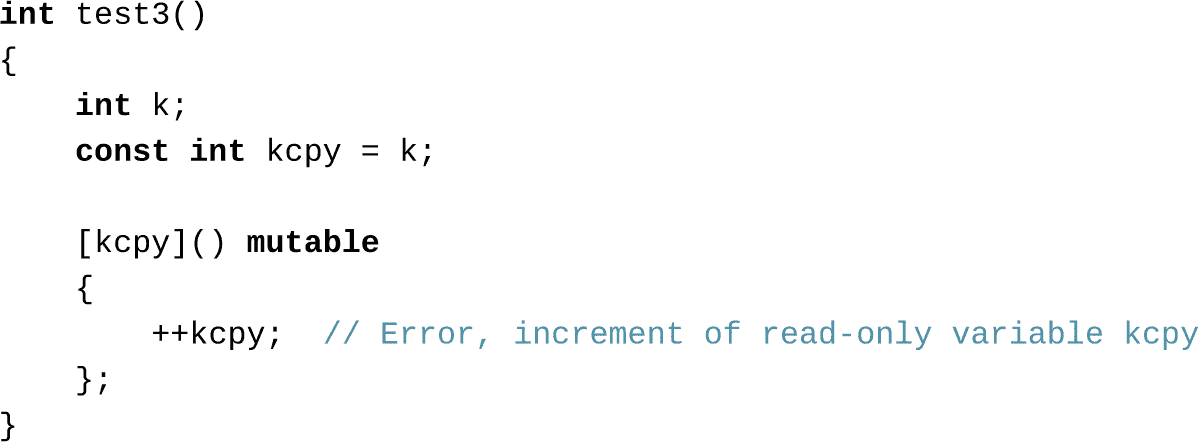 int test3()
{
    int k;
    const int kcpy = k;

    [kcpy]() mutable
    {
        ++kcpy;  // Error, increment of read-only variable kcpy
    };
}